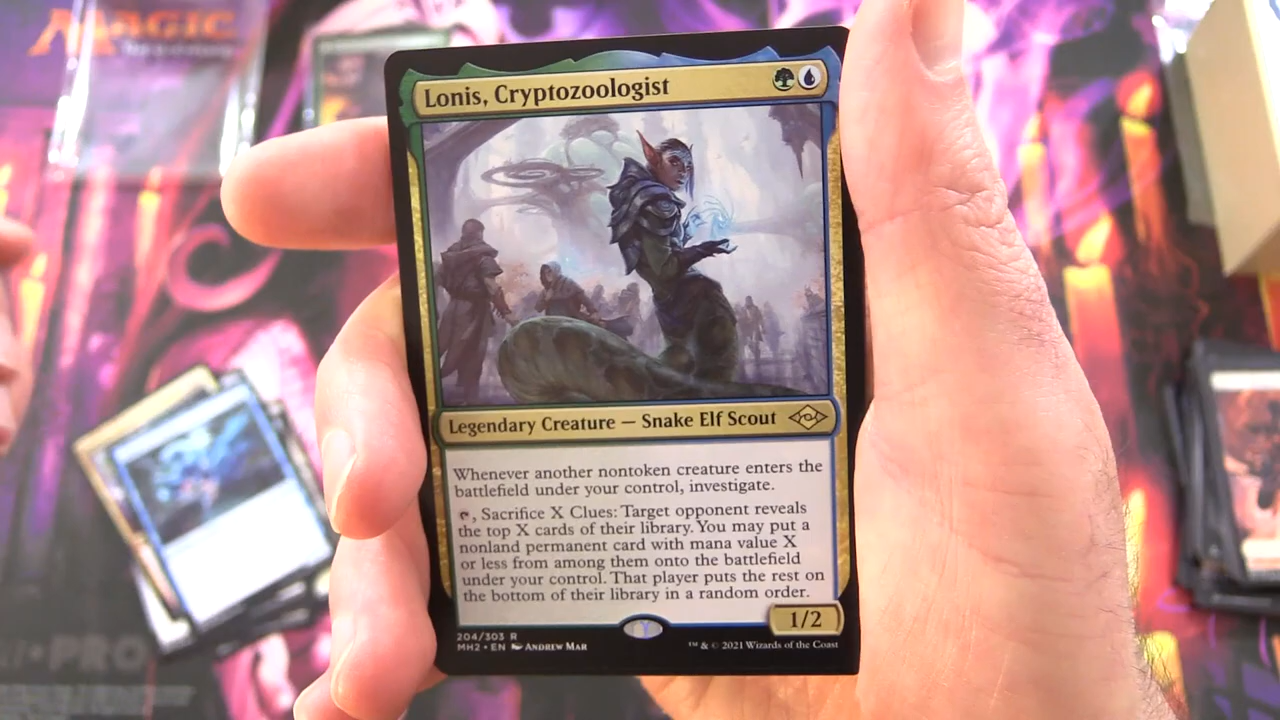 MAGIC
Lonis, Cryptozoologist
Legendary Creature — Snake Elf Scout
Whenever another nontoken creature enters the
battlefield under your control, investigate.
, Sacrifice X Clues: Target opponent reveals
the top X cards of their library. You may put a
nonland permanent card with mana value X
or less from among them onto the battlefield
under your control. That player puts the rest on
the bottom of their library in a random order.
1/2
204/303 R
MH2 • EN Andrew Mar
™ & © 2021 Wizards of the Coast
PRO